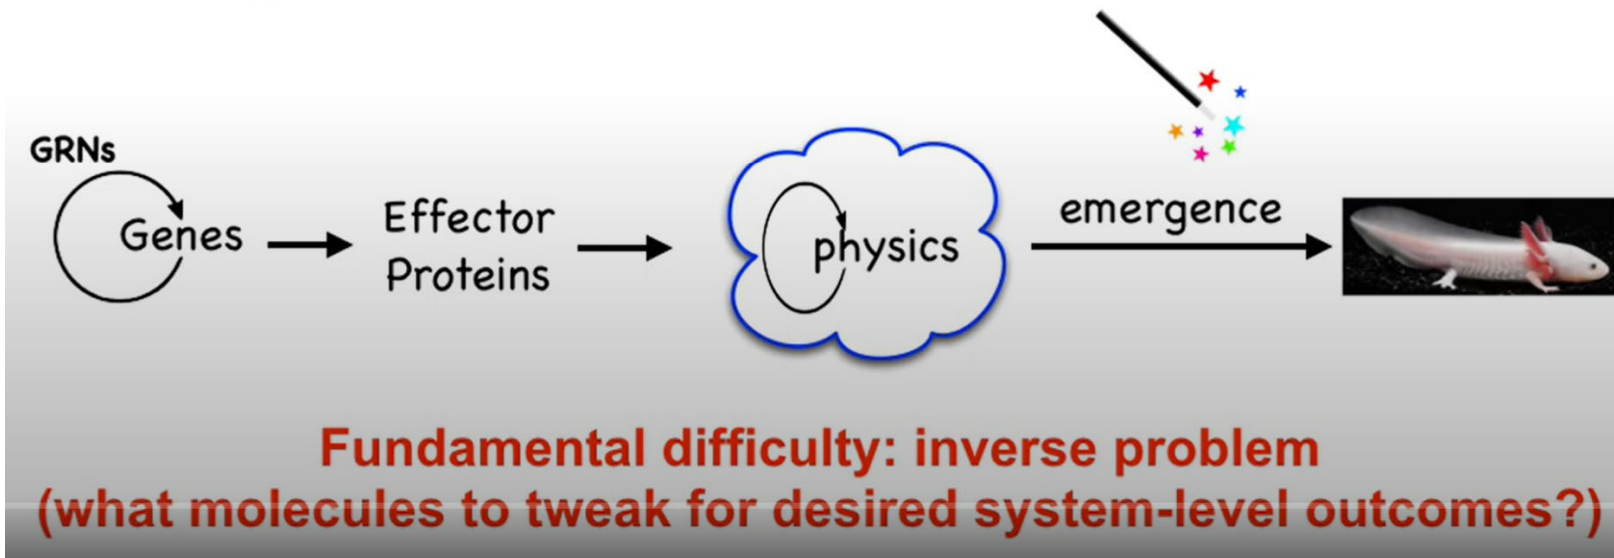 GRNs
Genes
Effector
Proteins
physics
emergence
Fundamental difficulty: inverse problem
(what molecules to tweak for desired system-level outcomes?)